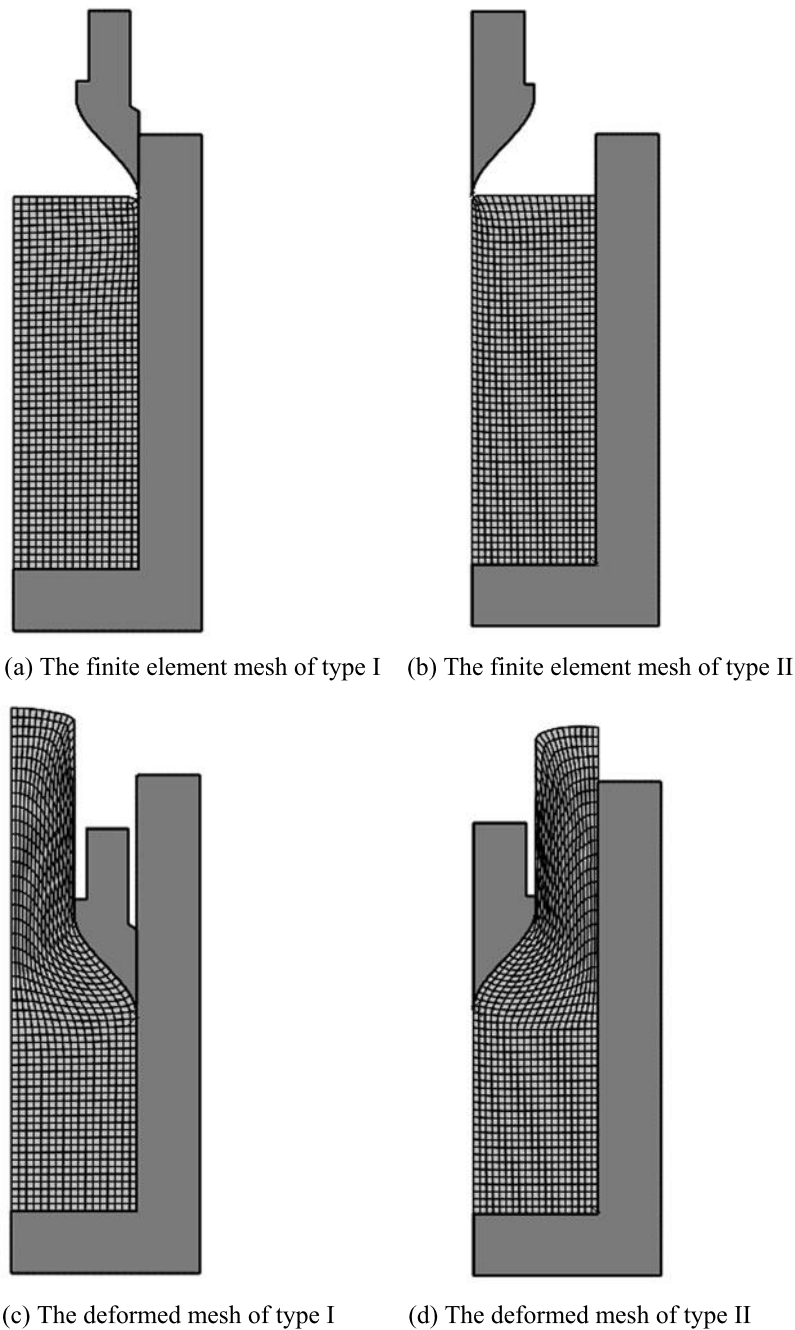 (a) The finite element mesh of type I
(b) The finite element mesh of type II
(c) The deformed mesh of type I
(d) The deformed mesh of type II